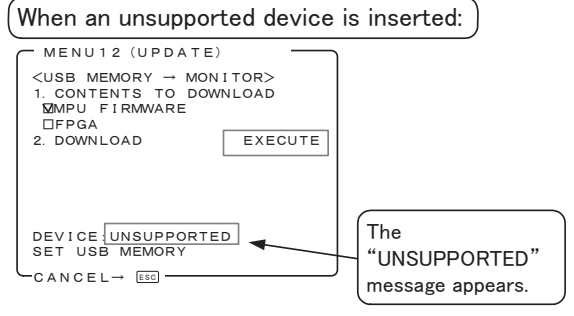 When an unsupported device is inserted:
MENU12 (UPDATE)
<USB MEMORY → MONITOR>
1. CONTENTS TO DOWNLOAD
☑MPU FIRMWARE
☐FPGA
2. DOWNLOAD EXECUTE
DEVICE:UNSUPPORTED
SET USB MEMORY
CANCEL→ ESC
The
“UNSUPPORTED”
message appears.